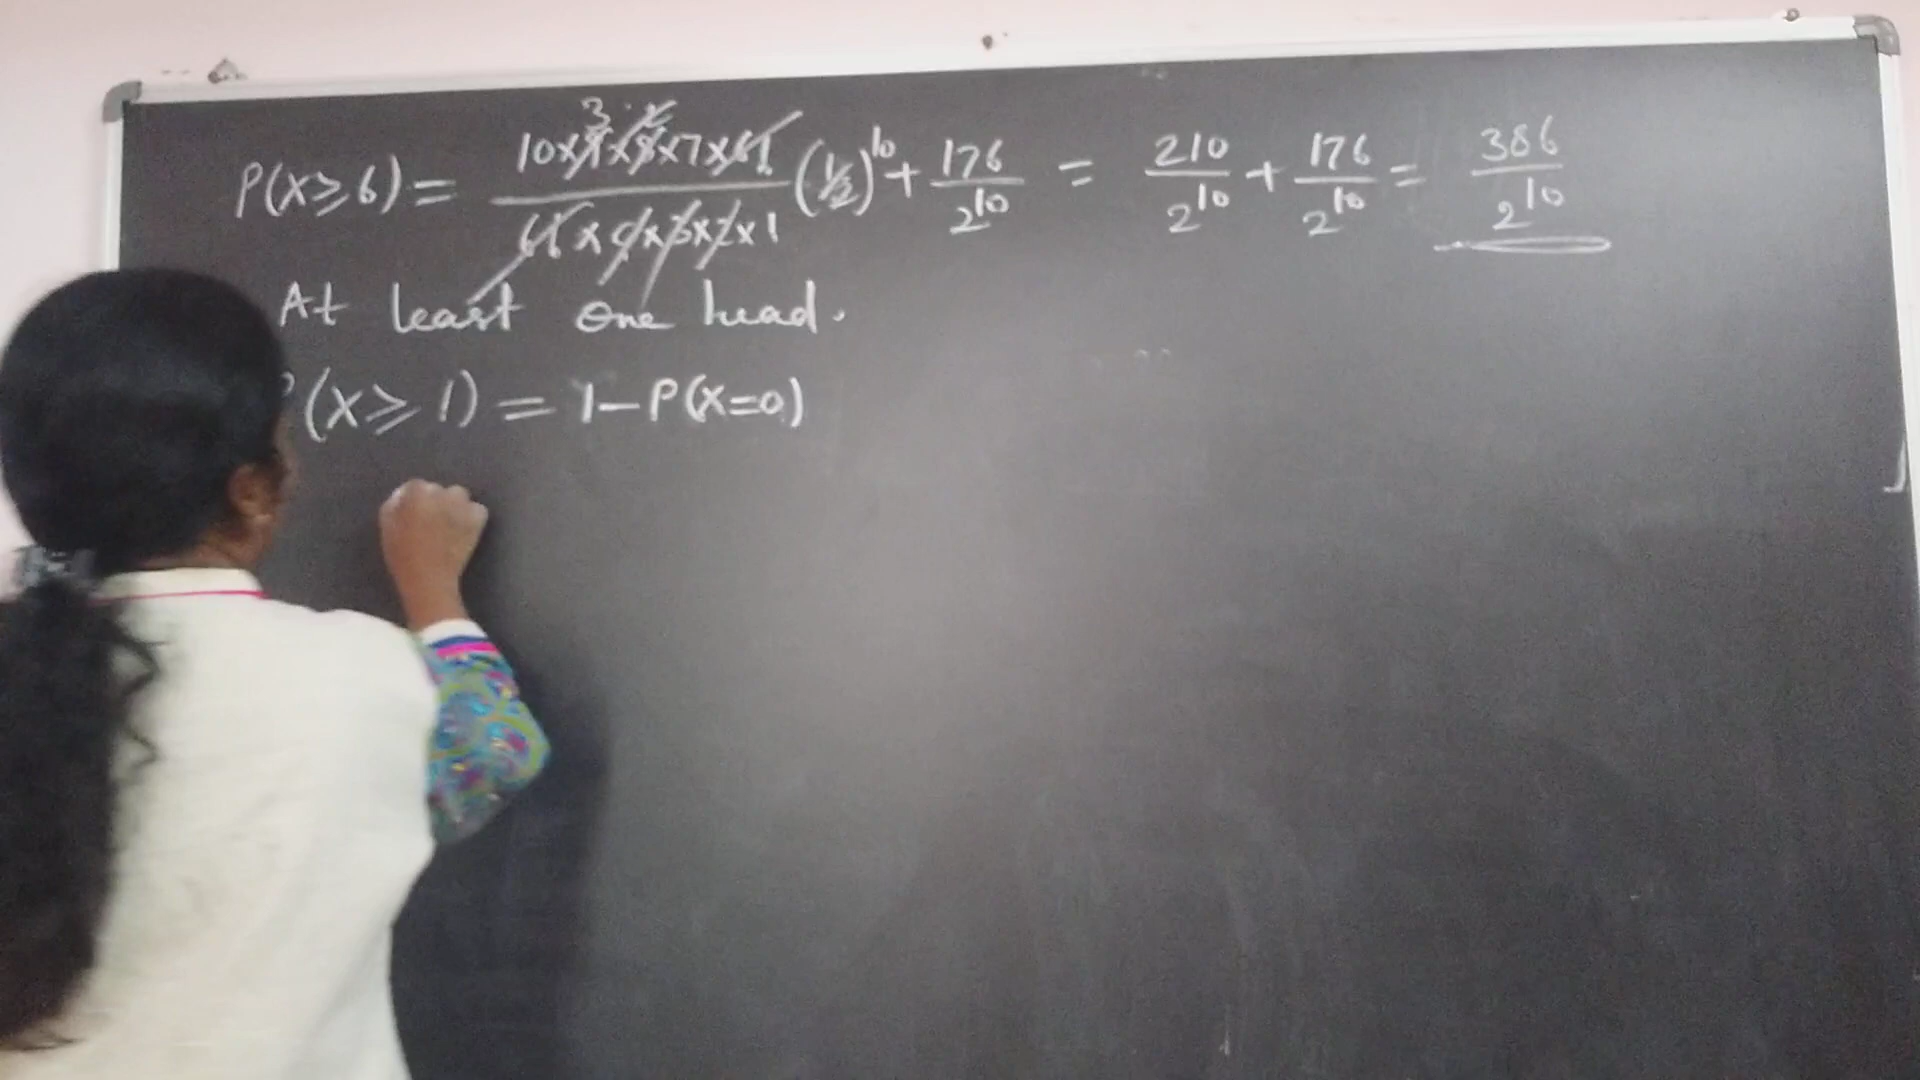 P(X≥6) = 10×9×8×7×6! / 6!×4×3×2×1 (1/2)^10 + 176/2^10 = 210/2^10 + 176/2^10 = 386/2^10
At least one head.
(X≥1) = 1-P(X=0)